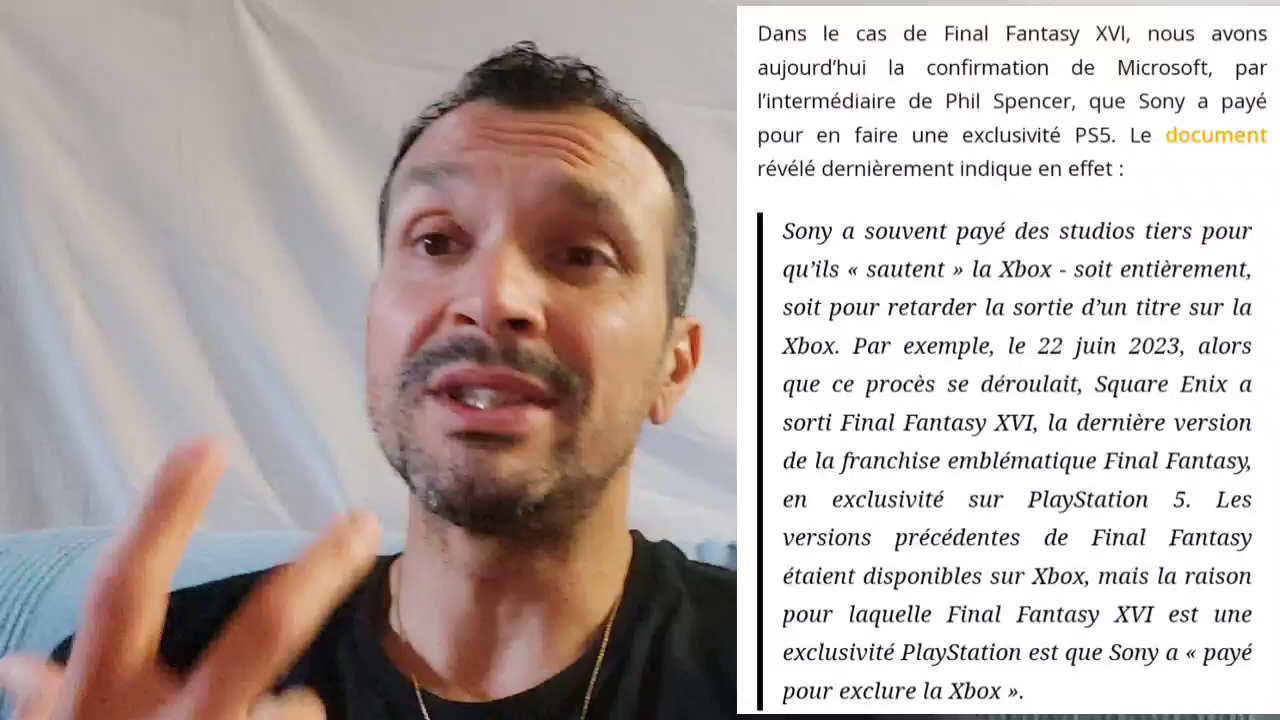 Dans le cas de Final Fantasy XVI, nous avons
aujourd’hui la confirmation de Microsoft, par
l’intermédiaire de Phil Spencer, que Sony a payé
pour en faire une exclusivité PS5. Le document
révélé dernièrement indique en effet :
Sony a souvent payé des studios tiers pour
qu’ils « sautent » la Xbox - soit entièrement,
soit pour retarder la sortie d’un titre sur la
Xbox. Par exemple, le 22 juin 2023, alors
que ce procès se déroulait, Square Enix a
sorti Final Fantasy XVI, la dernière version
de la franchise emblématique Final Fantasy,
en exclusivité sur PlayStation 5. Les
versions précédentes de Final Fantasy
étaient disponibles sur Xbox, mais la raison
pour laquelle Final Fantasy XVI est une
exclusivité PlayStation est que Sony a « payé
pour exclure la Xbox ».